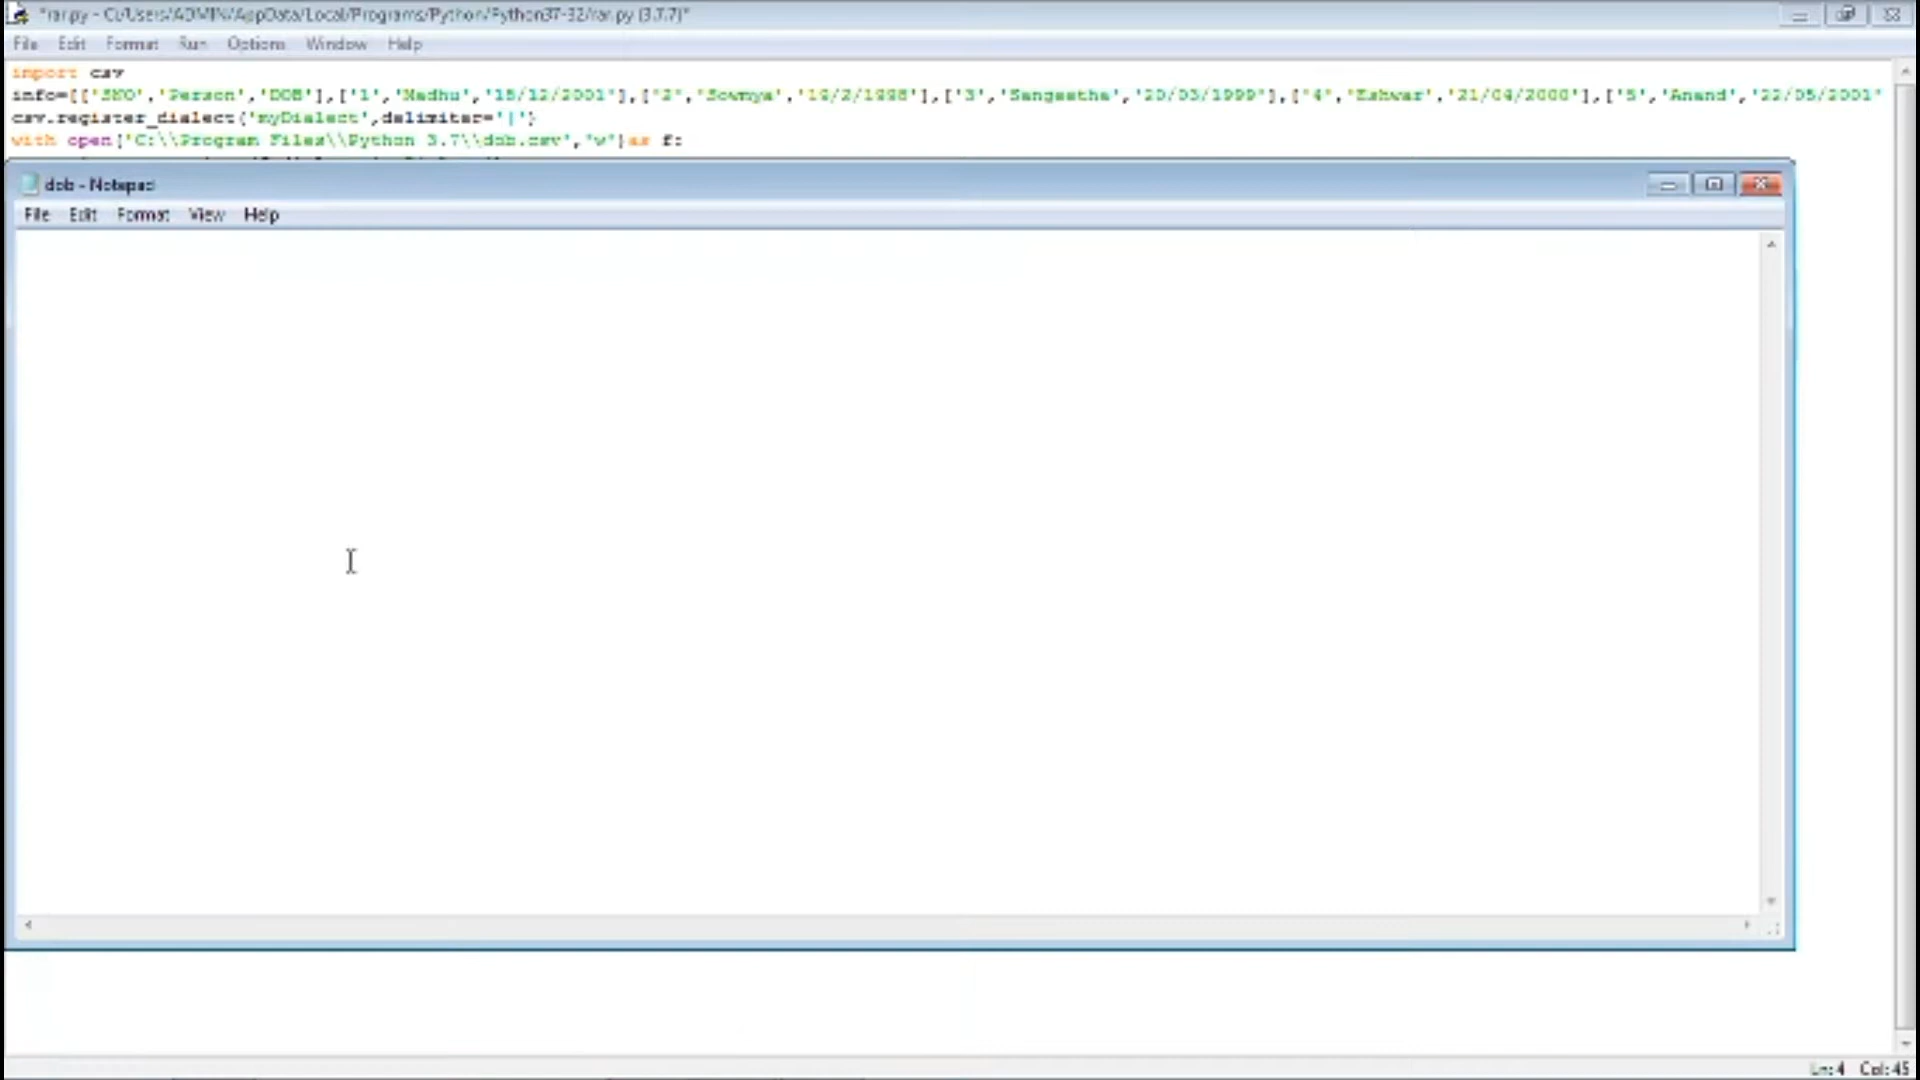 *rar.py - C:/Users/ADMIN/AppData/Local/Programs/Python/Python37-32/rar.py (3.7.7)*
File Edit Format Run Options Window Help
import csv
info=[['SNO','Person','DOB'],['1','Madhu','18/12/2001'],['2','Sowmya','19/2/1998'],['3','Sangeetha','20/03/1999'],['4','Eshwar','21/04/2000'],['5','Anand','22/05/2001'
csv.register_dialect('myDialect',delimiter='|')
with open('C:\\Program Files\\Python 3.7\\dob.csv','w')as f:
dob - Notepad
File Edit Format View Help
Ln: 4 Col: 45